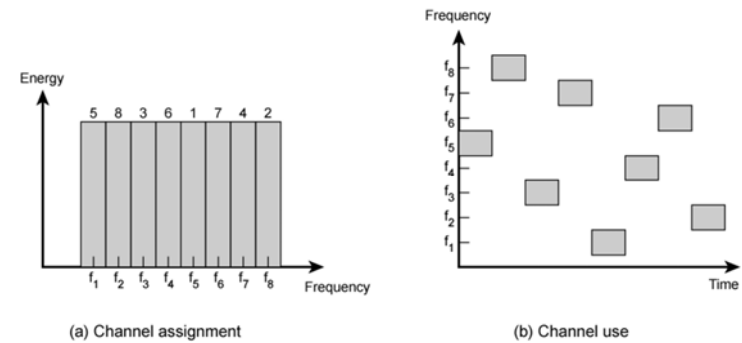 Energy
5 8 3 6 1 7 4 2
f1 f2 f3 f4 f5 f6 f7 f8
Frequency
(a) Channel assignment
Frequency
f8
f7
f6
f5
f4
f3
f2
f1
Time
(b) Channel use